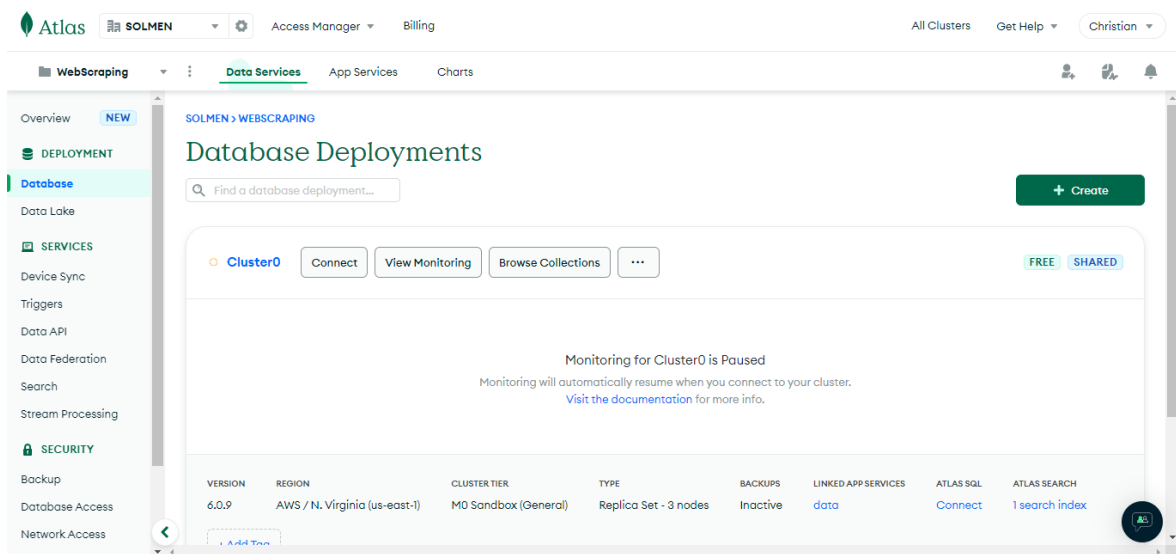 Atlas
SOLMEN
Access Manager
Billing
All Clusters
Get Help
Christian
WebScraping
Data Services
App Services
Charts
Overview
NEW
DEPLOYMENT
Database
Data Lake
SERVICES
Device Sync
Triggers
Data API
Data Federation
Search
Stream Processing
SECURITY
Backup
Database Access
Network Access
SOLMEN > WEBSCRAPING
Database Deployments
Find a database deployment...
+ Create
Cluster0
Connect
View Monitoring
Browse Collections
...
FREE
SHARED
Monitoring for Cluster0 is Paused
Monitoring will automatically resume when you connect to your cluster.
Visit the documentation for more info.
VERSION
6.0.9
REGION
AWS / N. Virginia (us-east-1)
CLUSTER TIER
M0 Sandbox (General)
TYPE
Replica Set - 3 nodes
BACKUPS
Inactive
LINKED APP SERVICES
data
ATLAS SQL
Connect
ATLAS SEARCH
1 search index
+ Add Tag